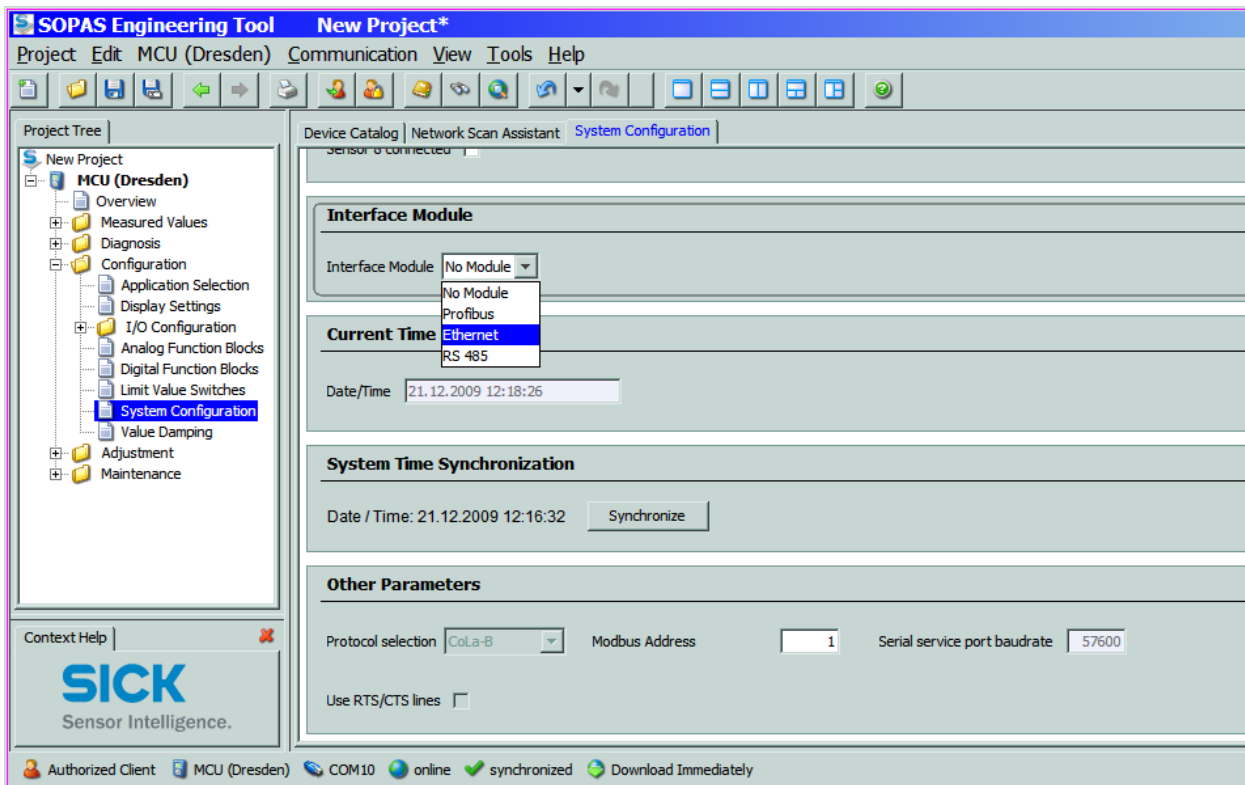 SOPAS Engineering Tool New Project*
Project Edit MCU (Dresden) Communication View Tools Help
Project Tree
New Project
MCU (Dresden)
Overview
Measured Values
Diagnosis
Configuration
Application Selection
Display Settings
I/O Configuration
Analog Function Blocks
Digital Function Blocks
Limit Value Switches
System Configuration
Value Damping
Adjustment
Maintenance
Context Help
SICK
Sensor Intelligence.
Device Catalog Network Scan Assistant System Configuration
Sensor 8 connected
Interface Module
Interface Module No Module
No Module
Profibus
Ethernet
RS 485
Current Time
Date/Time 21.12.2009 12:18:26
System Time Synchronization
Date / Time: 21.12.2009 12:16:32 Synchronize
Other Parameters
Protocol selection CoLa-B Modbus Address 1 Serial service port baudrate 57600
Use RTS/CTS lines
Authorized Client MCU (Dresden) COM10 online synchronized Download Immediately